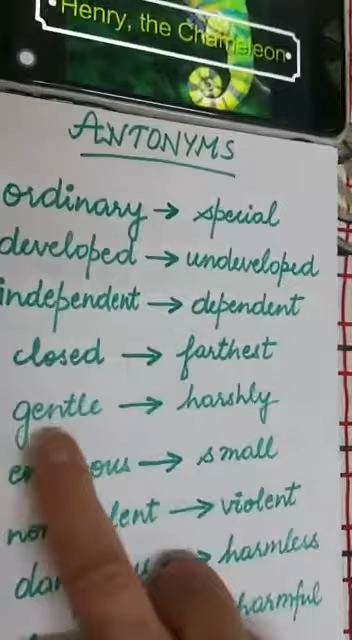 •Henry, the Chameleon•
ANTONYMS
ordinary → special
developed → undeveloped
independent → dependent
closed → farthest
gentle → harshly
→ small
→ violent
→ harmless
harmful